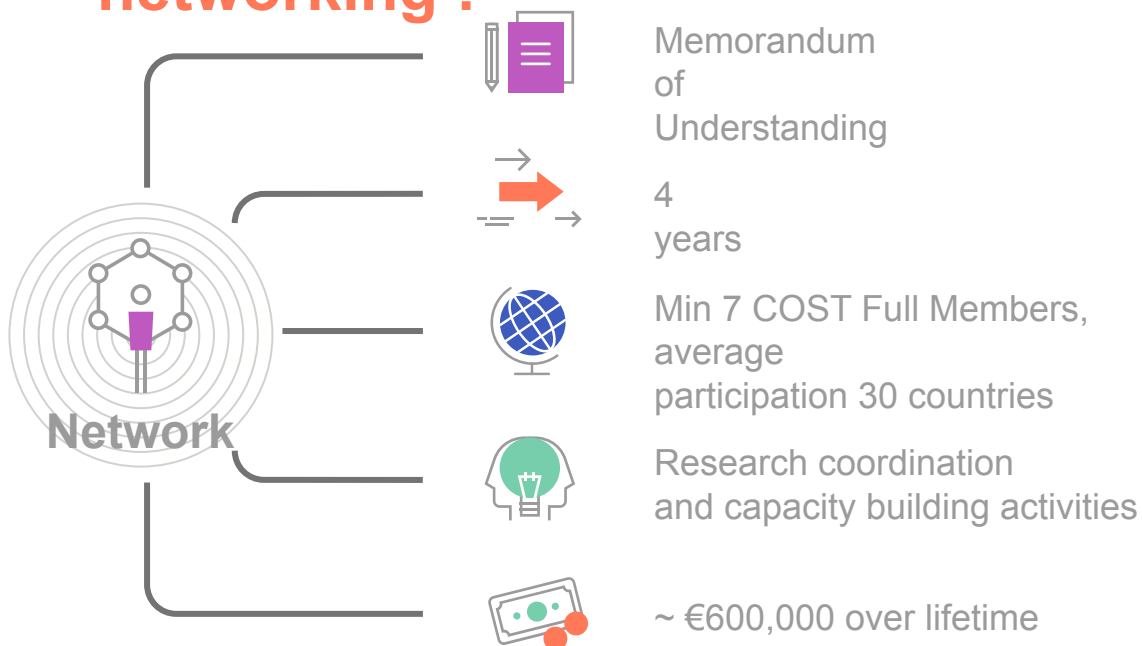 networking :
Memorandum
of
Understanding
4
years
Min 7 COST Full Members,
average
participation 30 countries
Network
Research coordination
and capacity building activities
~ €600,000 over lifetime